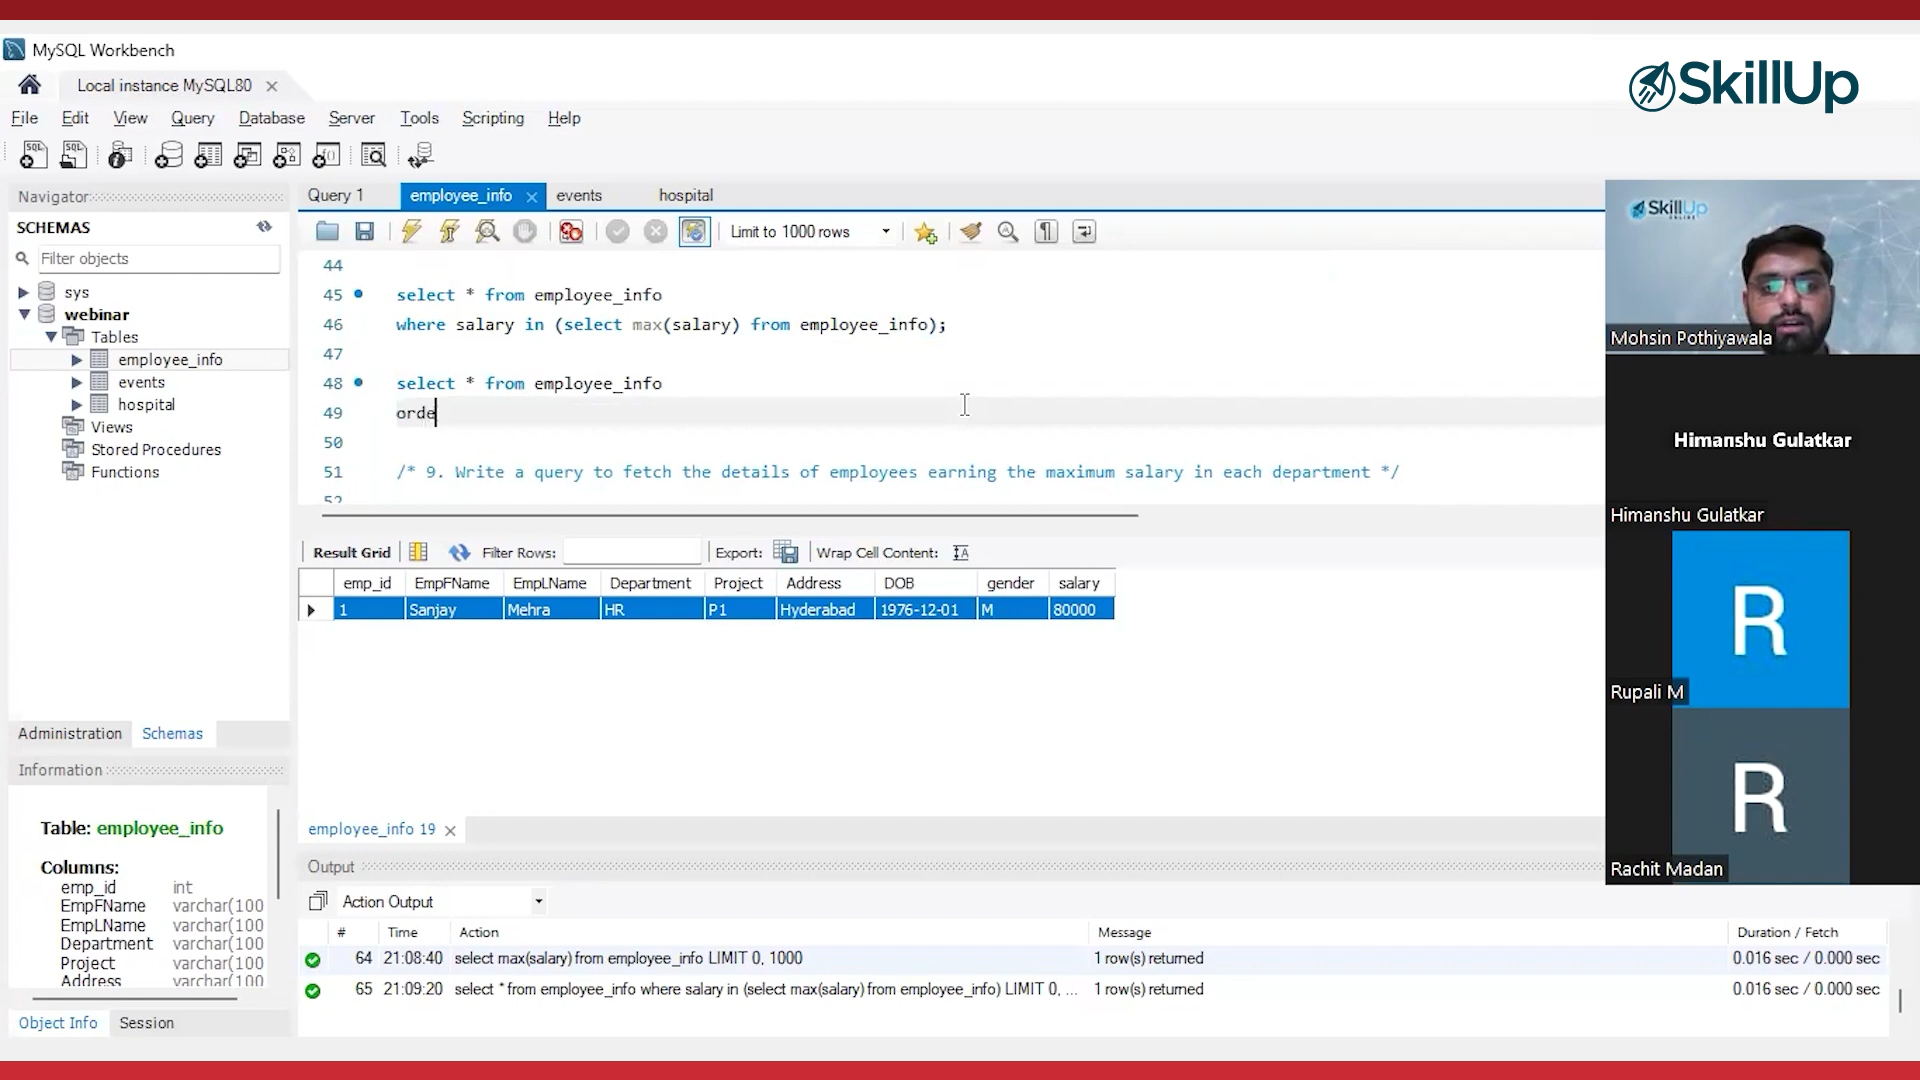 MySQL Workbench
SkillUp
Local instance MySQL80
File Edit View Query Database Server Tools Scripting Help
Navigator
Query 1 employee_info events hospital
SCHEMAS
Filter objects
Limit to 1000 rows
sys
webinar
Tables
employee_info
events
hospital
Views
Stored Procedures
Functions
44
45 select * from employee_info
46 where salary in (select max(salary) from employee_info);
47
48 select * from employee_info
49 orde
50
51 /* 9. Write a query to fetch the details of employees earning the maximum salary in each department */
52
SkillUp
ONLINE
Mohsin Pothiyawala
Himanshu Gulatkar
Himanshu Gulatkar
R
Rupali M
R
Rachit Madan
Result Grid Filter Rows: Export: Wrap Cell Content:
emp_id EmpFName EmpLName Department Project Address DOB gender salary
1 Sanjay Mehra HR P1 Hyderabad 1976-12-01 M 80000
Administration Schemas
Information
Table: employee_info
Columns:
emp_id int
EmpFName varchar(100
EmpLName varchar(100
Department varchar(100
Project varchar(100
Address varchar(100
Object Info Session
employee_info 19
Output
Action Output
# Time Action Message Duration / Fetch
64 21:08:40 select max(salary) from employee_info LIMIT 0, 1000 1 row(s) returned 0.016 sec / 0.000 sec
65 21:09:20 select * from employee_info where salary in (select max(salary) from employee_info) LIMIT 0, ... 1 row(s) returned 0.016 sec / 0.000 sec